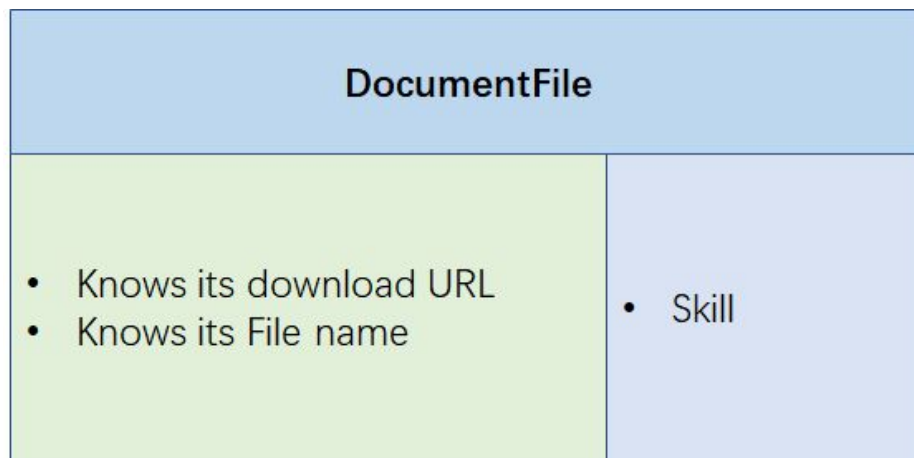 DocumentFile
• Knows its download URL
• Knows its File name
• Skill